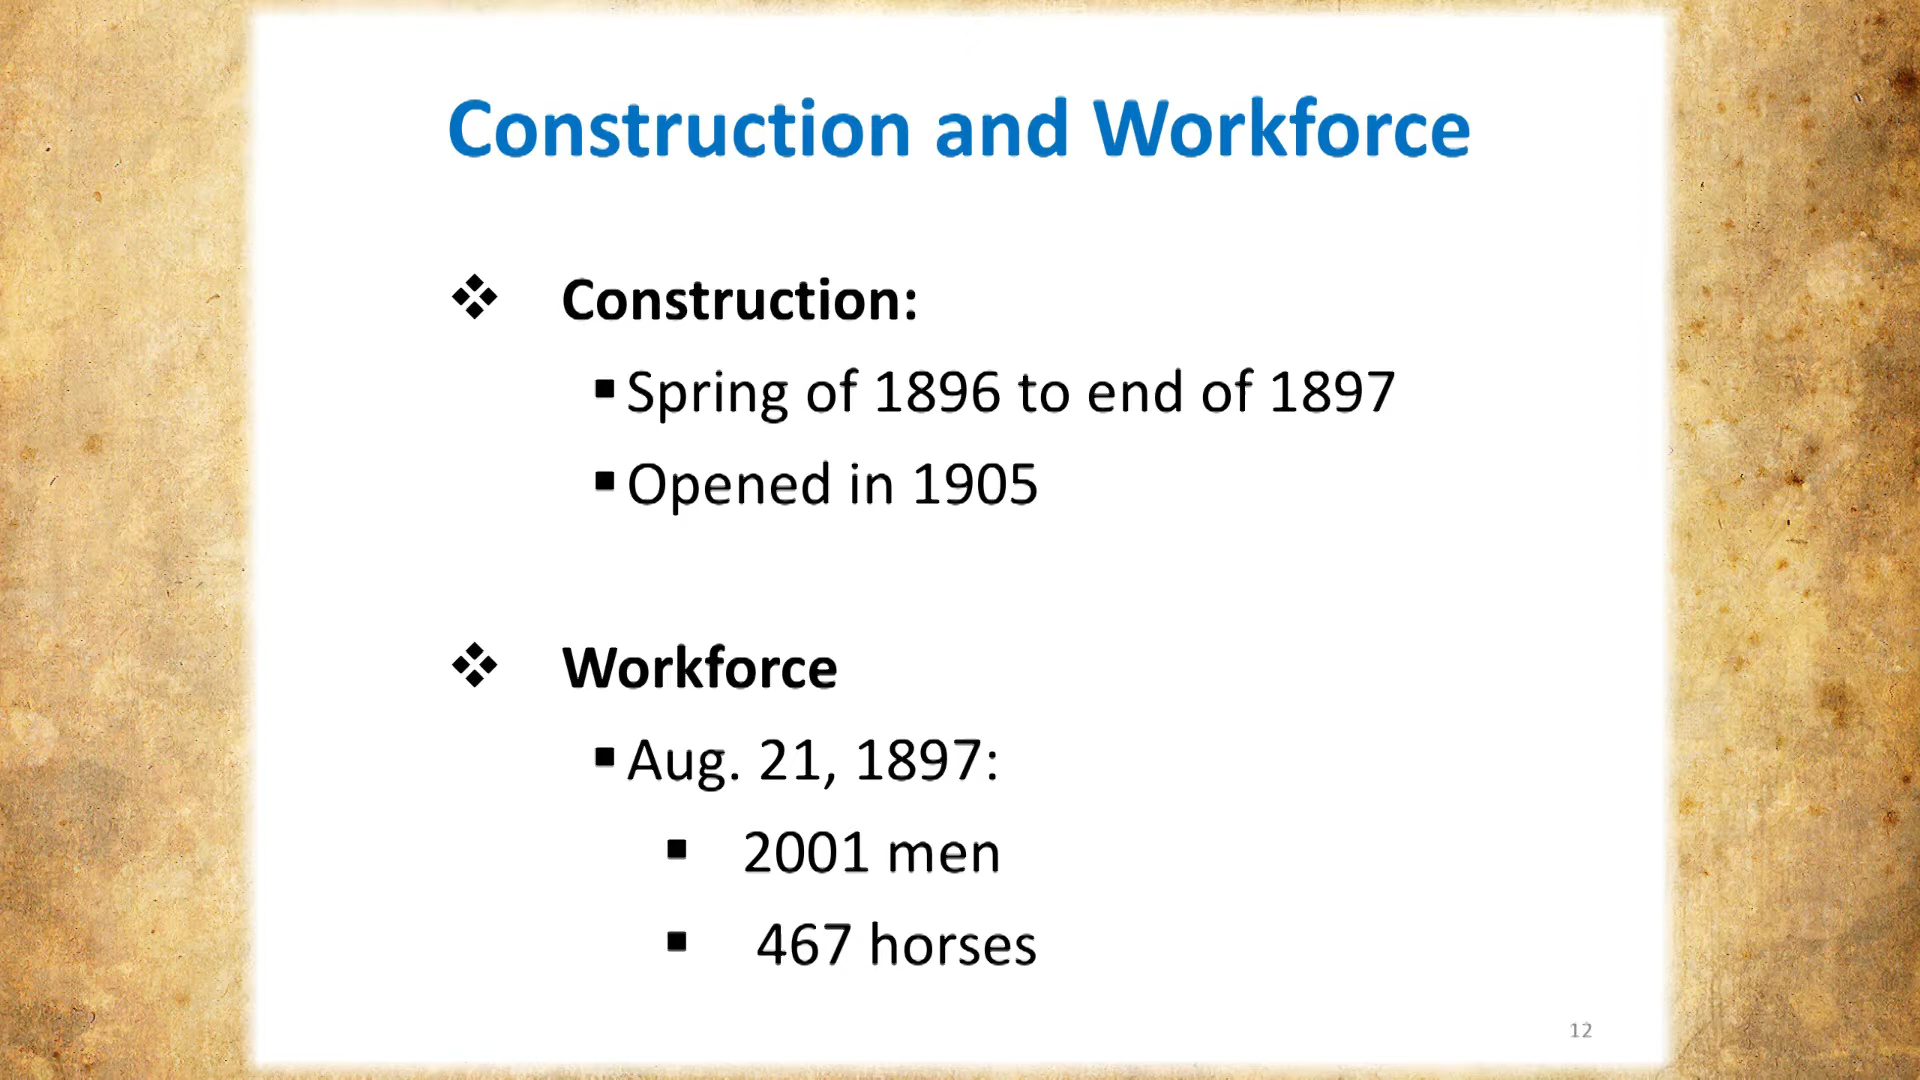 Construction and Workforce
❖ Construction:
▪ Spring of 1896 to end of 1897
▪ Opened in 1905
❖ Workforce
▪ Aug. 21, 1897:
▪ 2001 men
▪ 467 horses
12